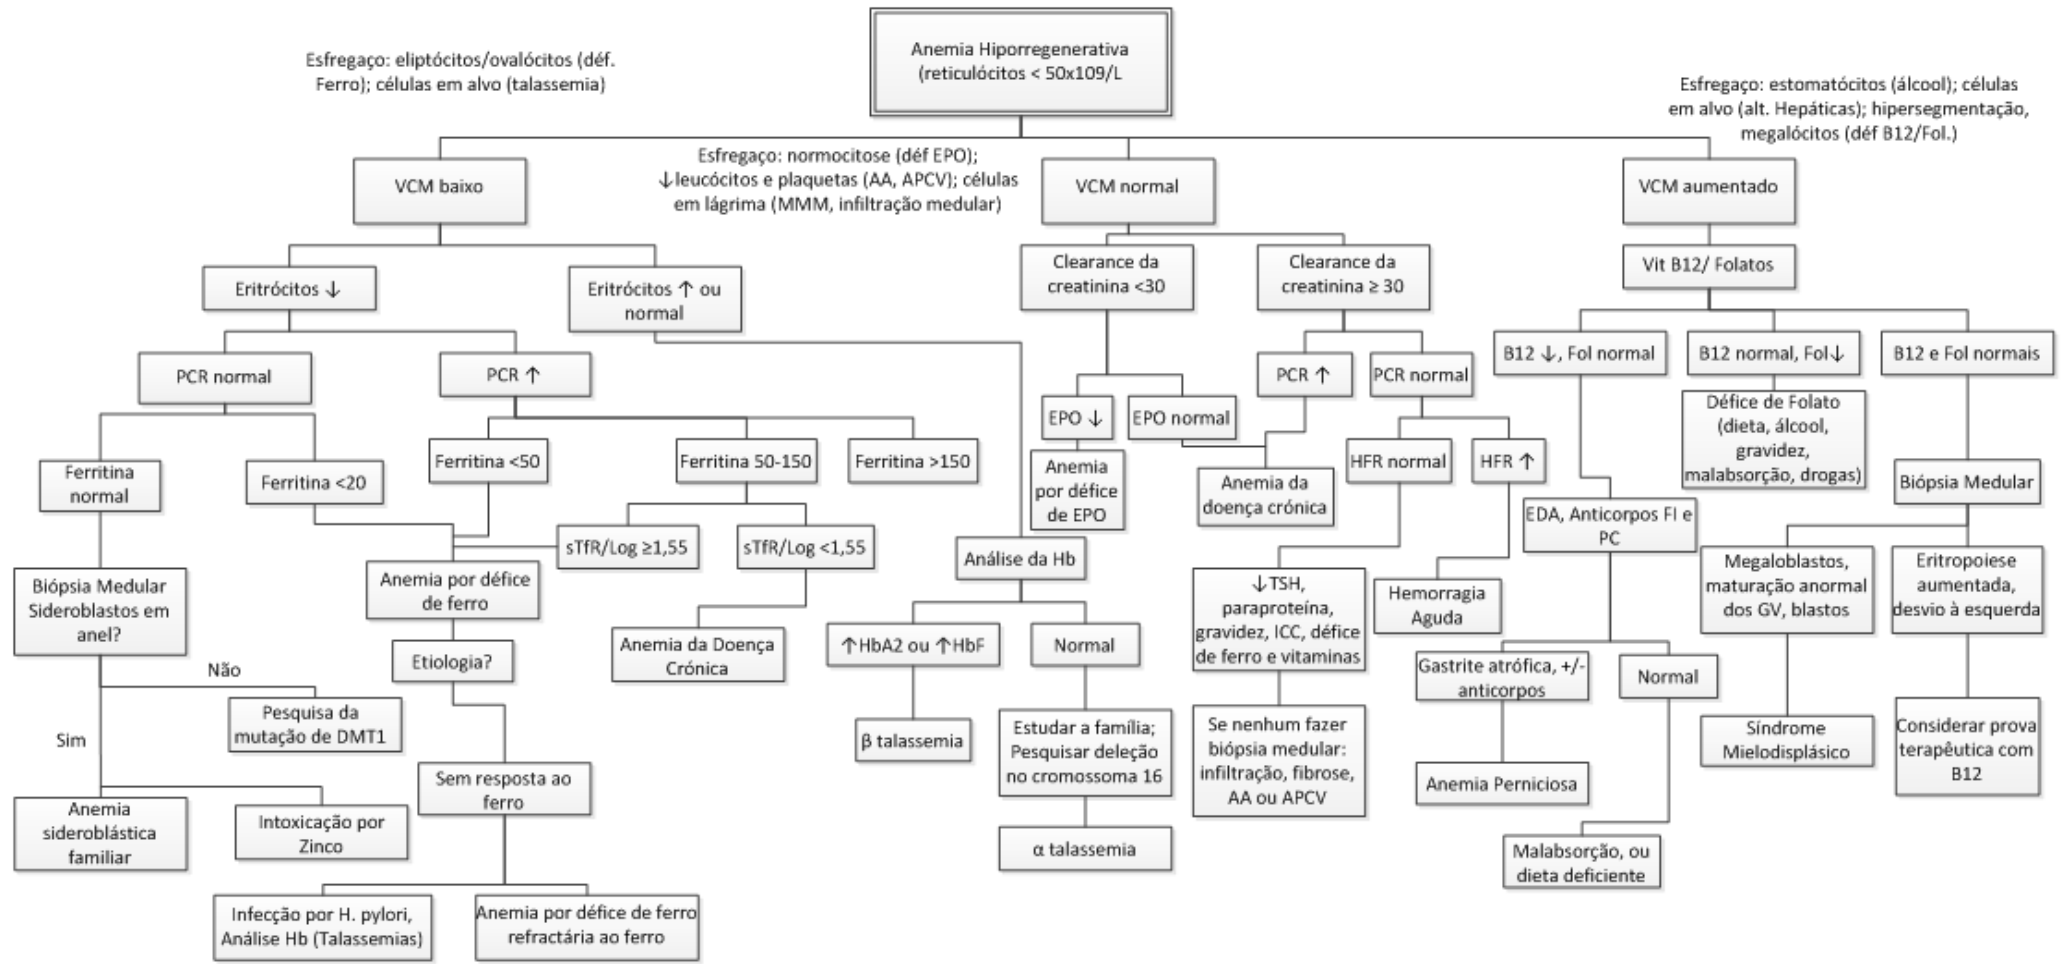 Anemia Hiporregenerativa
(reticulócitos < 50x109/L
Esfregaço: eliptócitos/ovalócitos (déf.
Ferro); células em alvo (talassemia)
Esfregaço: estomatócitos (álcool); células
em alvo (alt. Hepáticas); hipersegmentação,
megalócitos (déf B12/Fol.)
Esfregaço: normocitose (déf EPO);
↓leucócitos e plaquetas (AA, APCV); células
em lágrima (MMM, infiltração medular)
VCM baixo
VCM normal
VCM aumentado
Eritrócitos ↓
Eritrócitos ↑ ou
normal
Clearance da
creatinina <30
Clearance da
creatinina ≥ 30
Vit B12/ Folatos
PCR normal
PCR ↑
PCR ↑
PCR normal
B12 ↓, Fol normal
B12 normal, Fol↓
B12 e Fol normais
EPO ↓
EPO normal
Défice de Folato
(dieta, álcool,
gravidez,
malabsorção, drogas)
Ferritina
normal
Ferritina <20
Ferritina <50
Ferritina 50-150
Ferritina >150
HFR normal
HFR ↑
Anemia
por défice
de EPO
Anemia da
doença crónica
Biópsia Medular
EDA, Anticorpos FI e
PC
sTfR/Log ≥1,55
sTfR/Log <1,55
Análise da Hb
Biópsia Medular
Sideroblastos em
anel?
Anemia por défice
de ferro
↓TSH,
paraproteína,
gravidez, ICC, défice
de ferro e vitaminas
Hemorragia
Aguda
Megaloblastos,
maturação anormal
dos GV, blastos
Eritropoiese
aumentada,
desvio à esquerda
Etiologia?
Anemia da Doença
Crónica
↑HbA2 ou ↑HbF
Normal
Gastrite atrófica, +/-
anticorpos
Normal
Não
Pesquisa da
mutação de DMT1
Sim
β talassemia
Estudar a família;
Pesquisar deleção
no cromossoma 16
Se nenhum fazer
biópsia medular:
infiltração, fibrose,
AA ou APCV
Síndrome
Mielodisplásico
Considerar prova
terapêutica com
B12
Sem resposta ao
ferro
Anemia Perniciosa
Anemia
sideroblástica
familiar
Intoxicação por
Zinco
α talassemia
Malabsorção, ou
dieta deficiente
Infecção por H. pylori,
Análise Hb (Talassemias)
Anemia por défice de ferro
refractária ao ferro